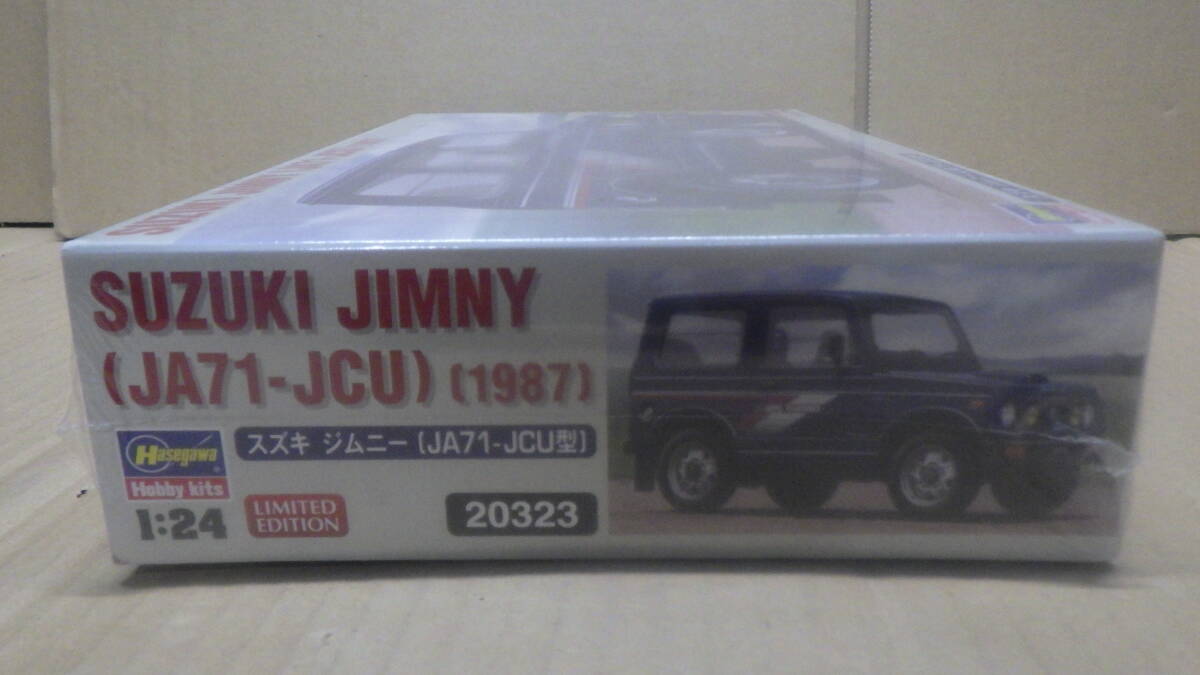 SUZUKI JIMNY
(JA71-JCU) (1987)
スズキ ジムニー (JA71-JCU型)
Hasegawa
Hobby kits
1:24
LIMITED
EDITION
20323